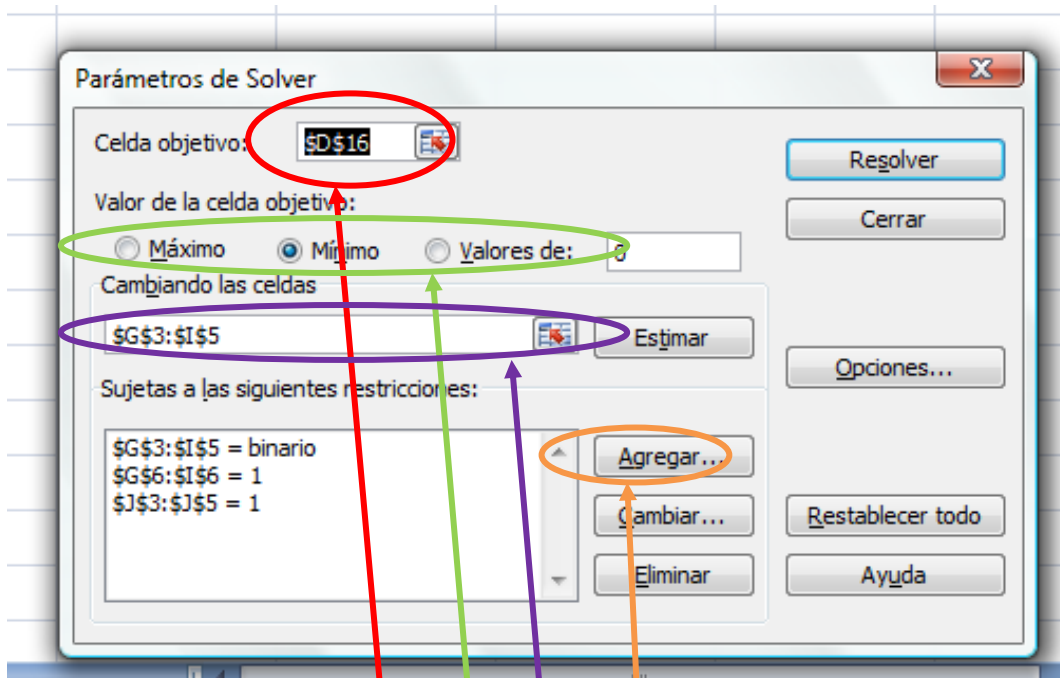 Parámetros de Solver
Celda objetivo: $D$16
Resolver
Valor de la celda objetivo:
Cerrar
Máximo Mínimo Valores de: 0
Cambiando las celdas
$G$3:$I$5 Estimar
Opciones...
Sujetas a las siguientes restricciones:
$G$3:$I$5 = binario
$G$6:$I$6 = 1
$J$3:$J$5 = 1
Agregar...
Cambiar... Restablecer todo
Eliminar Ayuda